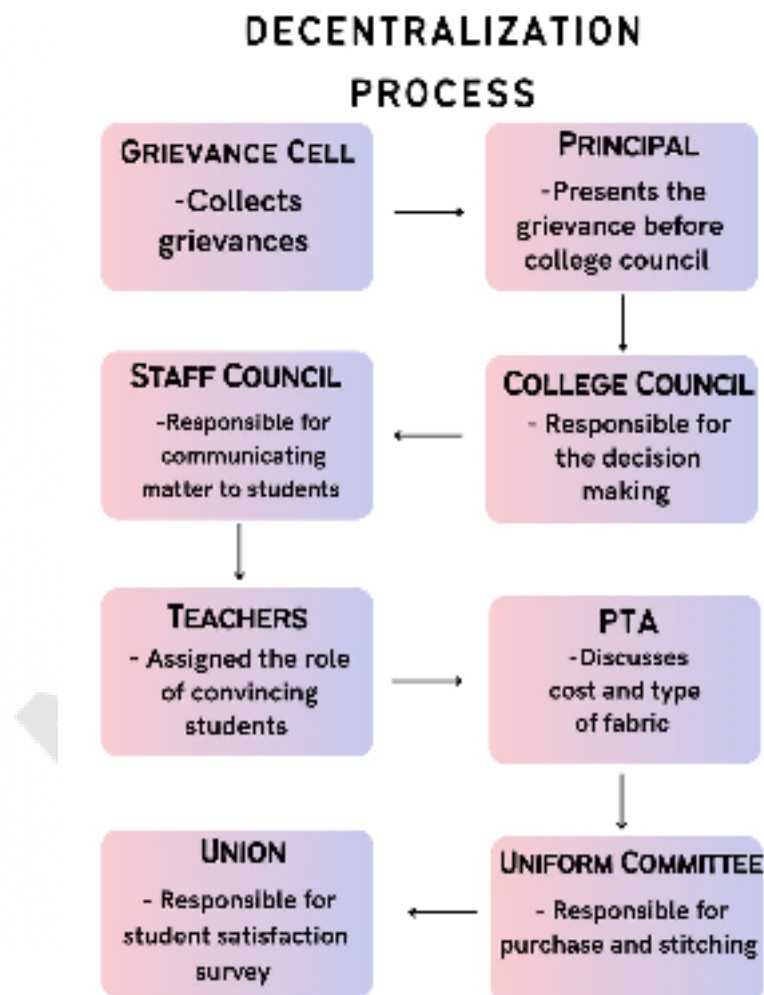 DECENTRALIZATION
PROCESS
GRIEVANCE CELL
-Collects
grievances
PRINCIPAL
-Presents the
grievance before
college council
COLLEGE COUNCIL
- Responsible for
the decision
making
STAFF COUNCIL
-Responsible for
communicating
matter to students
TEACHERS
- Assigned the role
of convincing
students
PTA
-Discusses
cost and type
of fabric
UNIFORM COMMITTEE
- Responsible for
purchase and stitching
UNION
- Responsible for
student satisfaction
survey